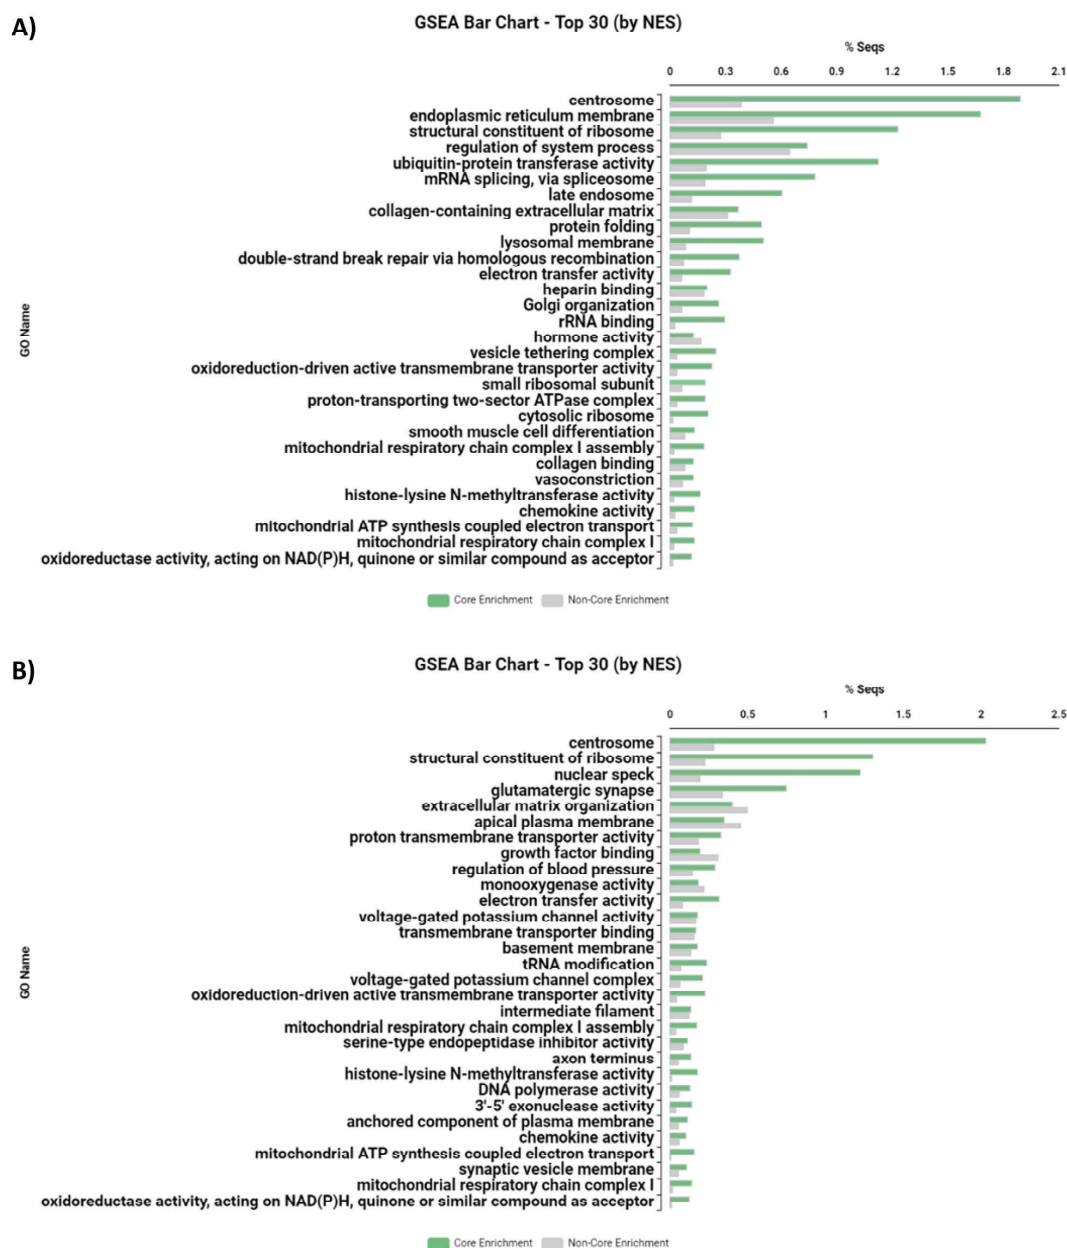 A)
GSEA Bar Chart - Top 30 (by NES)
% Seqs
0 0.3 0.6 0.9 1.2 1.5 1.8 2.1
centrosome
endoplasmic reticulum membrane
structural constituent of ribosome
regulation of system process
ubiquitin-protein transferase activity
mRNA splicing, via spliceosome
late endosome
collagen-containing extracellular matrix
protein folding
lysosomal membrane
double-strand break repair via homologous recombination
electron transfer activity
heparin binding
Golgi organization
rRNA binding
hormone activity
vesicle tethering complex
oxidoreduction-driven active transmembrane transporter activity
small ribosomal subunit
proton-transporting two-sector ATPase complex
cytosolic ribosome
smooth muscle cell differentiation
mitochondrial respiratory chain complex I assembly
collagen binding
vasoconstriction
histone-lysine N-methyltransferase activity
chemokine activity
mitochondrial ATP synthesis coupled electron transport
mitochondrial respiratory chain complex I
oxidoreductase activity, acting on NAD(P)H, quinone or similar compound as acceptor
GO Name
Core Enrichment Non-Core Enrichment
B)
GSEA Bar Chart - Top 30 (by NES)
% Seqs
0 0.5 1 1.5 2 2.5
centrosome
structural constituent of ribosome
nuclear speck
glutamatergic synapse
extracellular matrix organization
apical plasma membrane
proton transmembrane transporter activity
growth factor binding
regulation of blood pressure
monooxygenase activity
electron transfer activity
voltage-gated potassium channel activity
transmembrane transporter binding
basement membrane
tRNA modification
voltage-gated potassium channel complex
oxidoreduction-driven active transmembrane transporter activity
intermediate filament
mitochondrial respiratory chain complex I assembly
serine-type endopeptidase inhibitor activity
axon terminus
histone-lysine N-methyltransferase activity
DNA polymerase activity
3'-5' exonuclease activity
anchored component of plasma membrane
chemokine activity
mitochondrial ATP synthesis coupled electron transport
synaptic vesicle membrane
mitochondrial respiratory chain complex I
oxidoreductase activity, acting on NAD(P)H, quinone or similar compound as acceptor
GO Name
Core Enrichment Non-Core Enrichment